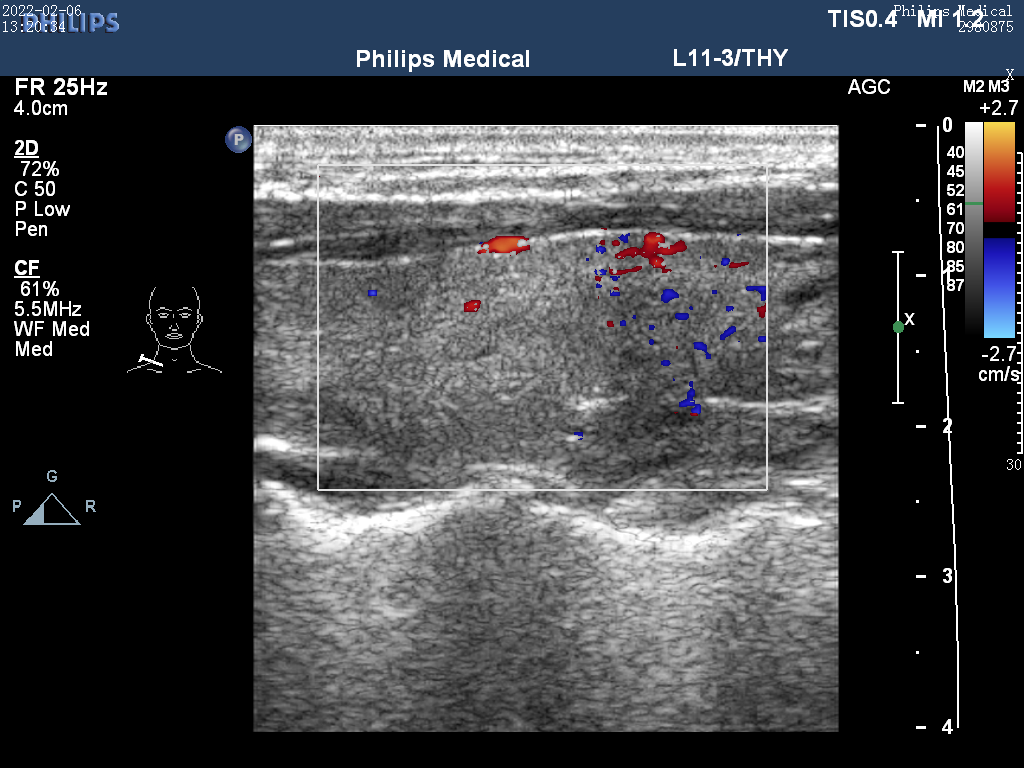 2022-02-06
13:20:34
PHILIPS
TIS0.4 MI 1.2
Philips Medical
2980875
Philips Medical
L11-3/THY
FR 25Hz
4.0cm
2D
72%
C 50
P Low
Pen
CF
61%
5.5MHz
WF Med
Med
P
G
P
R
AGC
X
M2 M3
+2.7
40
45
52
61
70
80
85
87
-2.7
cm/s
X
0
2
3
4
30